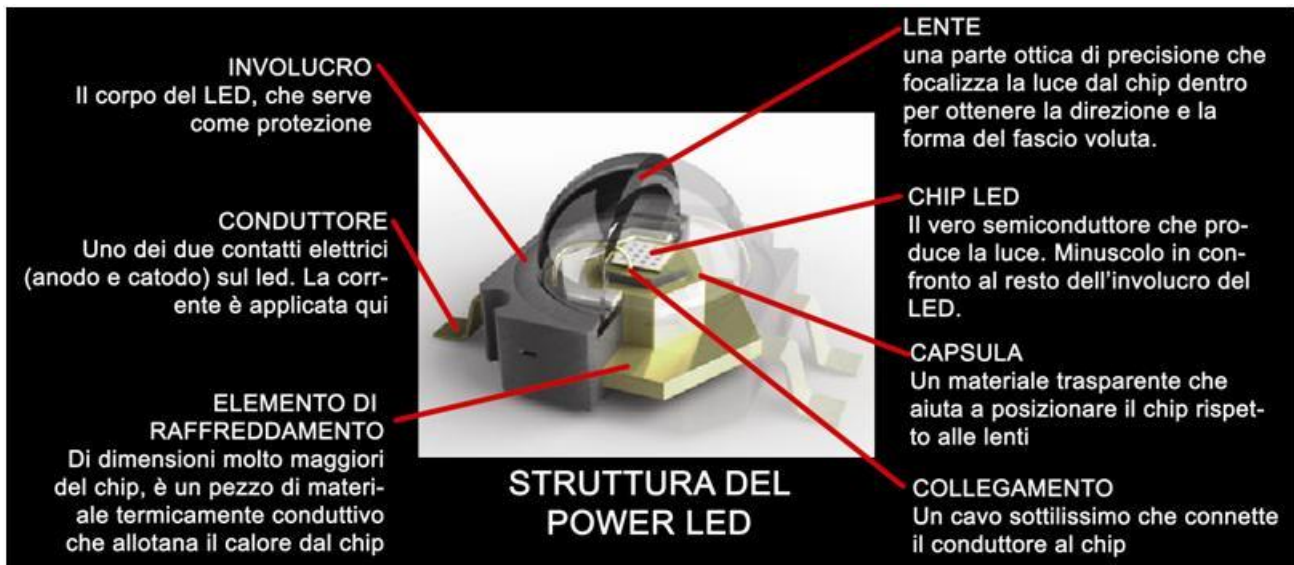 INVOLUCRO
Il corpo del LED, che serve
come protezione
CONDUTTORE
Uno dei due contatti elettrici
(anodo e catodo) sul led. La corr-
ente è applicata qui
ELEMENTO DI
RAFFREDDAMENTO
Di dimensioni molto maggiori
del chip, è un pezzo di materi-
ale termicamente conduttivo
che allotana il calore dal chip
STRUTTURA DEL
POWER LED
LENTE
una parte ottica di precisione che
focalizza la luce dal chip dentro
per ottenere la direzione e la
forma del fascio voluta.
CHIP LED
Il vero semiconduttore che pro-
duce la luce. Minuscolo in con-
fronto al resto dell'involucro del
LED.
CAPSULA
Un materiale trasparente che
aiuta a posizionare il chip rispet-
to alle lenti
COLLEGAMENTO
Un cavo sottilissimo che connette
il conduttore al chip